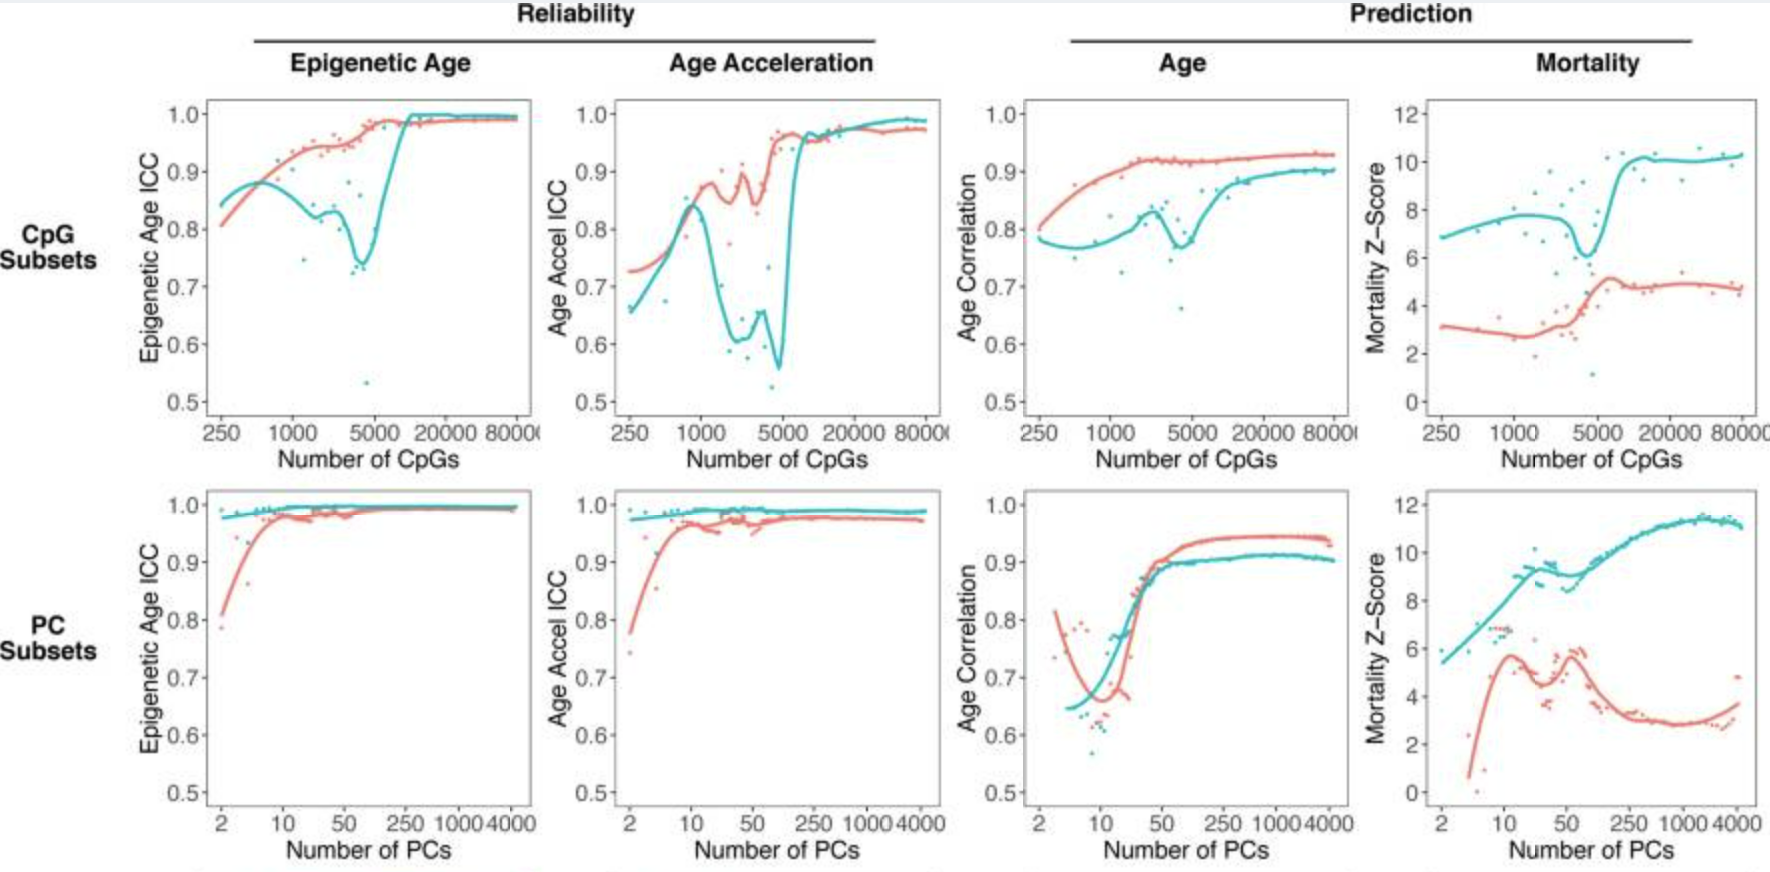 Reliability
Prediction
Epigenetic Age
Age Acceleration
Age
Mortality
CpG
Subsets
Epigenetic Age ICC
1.0
0.9
0.8
0.7
0.6
0.5
250 1000 5000 20000 80000
Number of CpGs
Age Accel ICC
1.0
0.9
0.8
0.7
0.6
0.5
250 1000 5000 20000 80000
Number of CpGs
Age Correlation
1.0
0.9
0.8
0.7
0.6
0.5
250 1000 5000 20000 80000
Number of CpGs
Mortality Z-Score
12
10
8
6
4
2
0
250 1000 5000 20000 80000
Number of CpGs
PC
Subsets
Epigenetic Age ICC
1.0
0.9
0.8
0.7
0.6
0.5
2 10 50 250 1000 4000
Number of PCs
Age Accel ICC
1.0
0.9
0.8
0.7
0.6
0.5
2 10 50 250 1000 4000
Number of PCs
Age Correlation
1.0
0.9
0.8
0.7
0.6
0.5
2 10 50 250 1000 4000
Number of PCs
Mortality Z-Score
12
10
8
6
4
2
0
2 10 50 250 1000 4000
Number of PCs